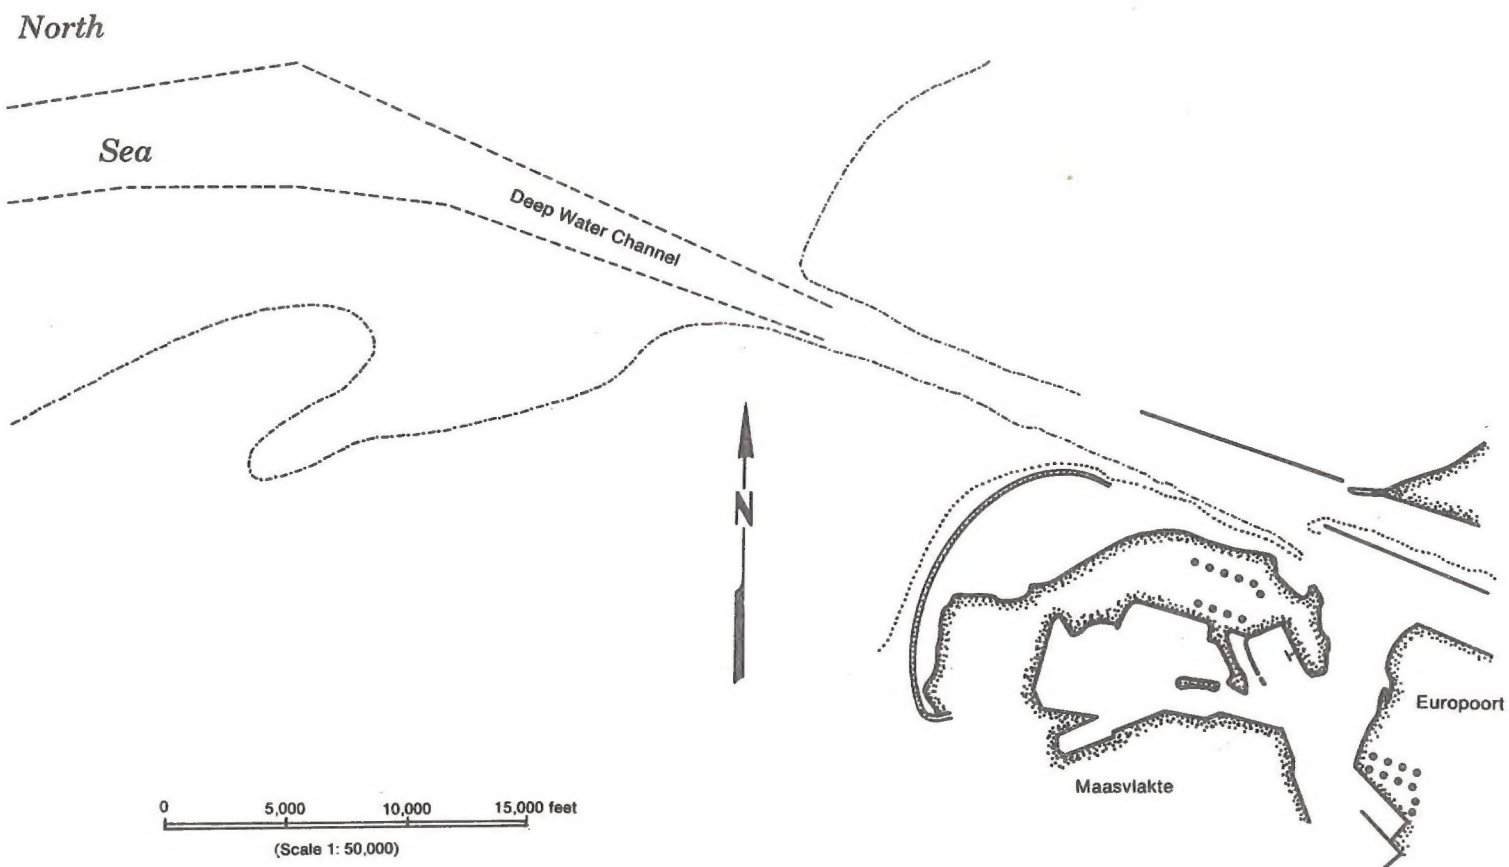 North
Sea
Deep Water Channel
N
Europoort
Maasvlakte
0 5,000 10,000 15,000 feet
(Scale 1: 50,000)